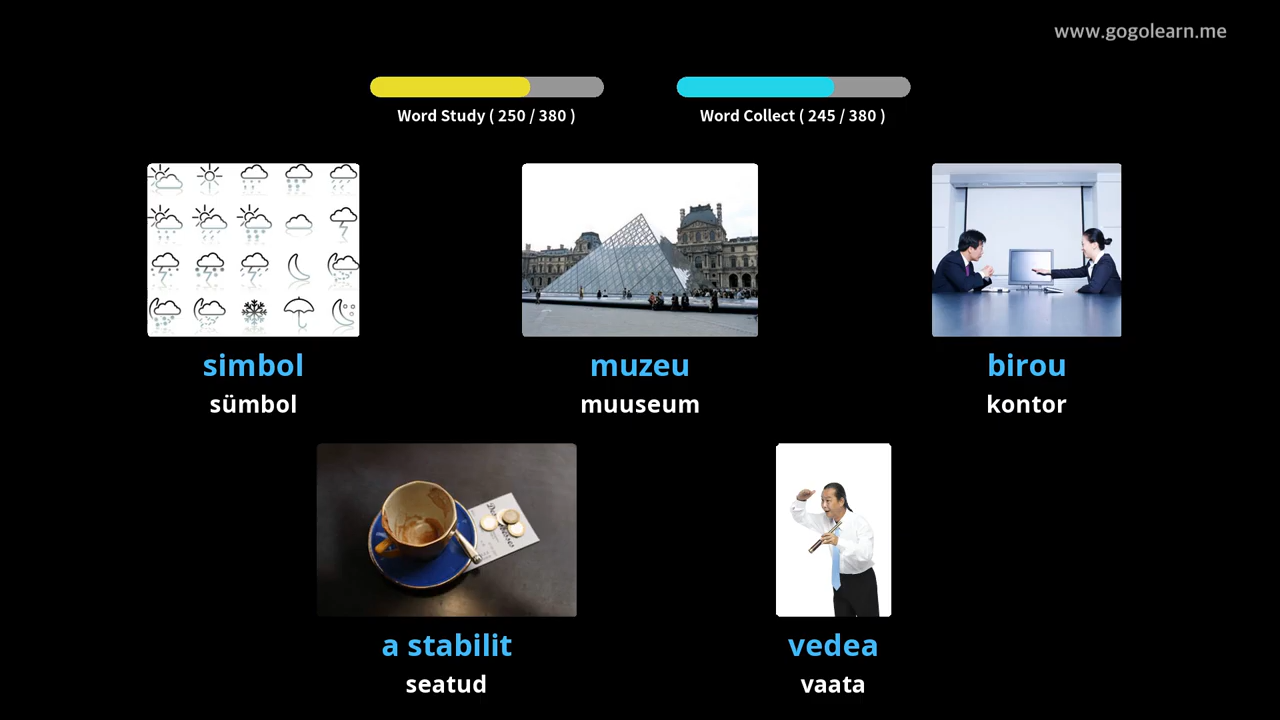 www.gogolearn.me
Word Study ( 250 / 380 )
Word Collect ( 245 / 380 )
simbol
sümbol
muzeu
muuseum
birou
kontor
a stabilit
seatud
vedea
vaata